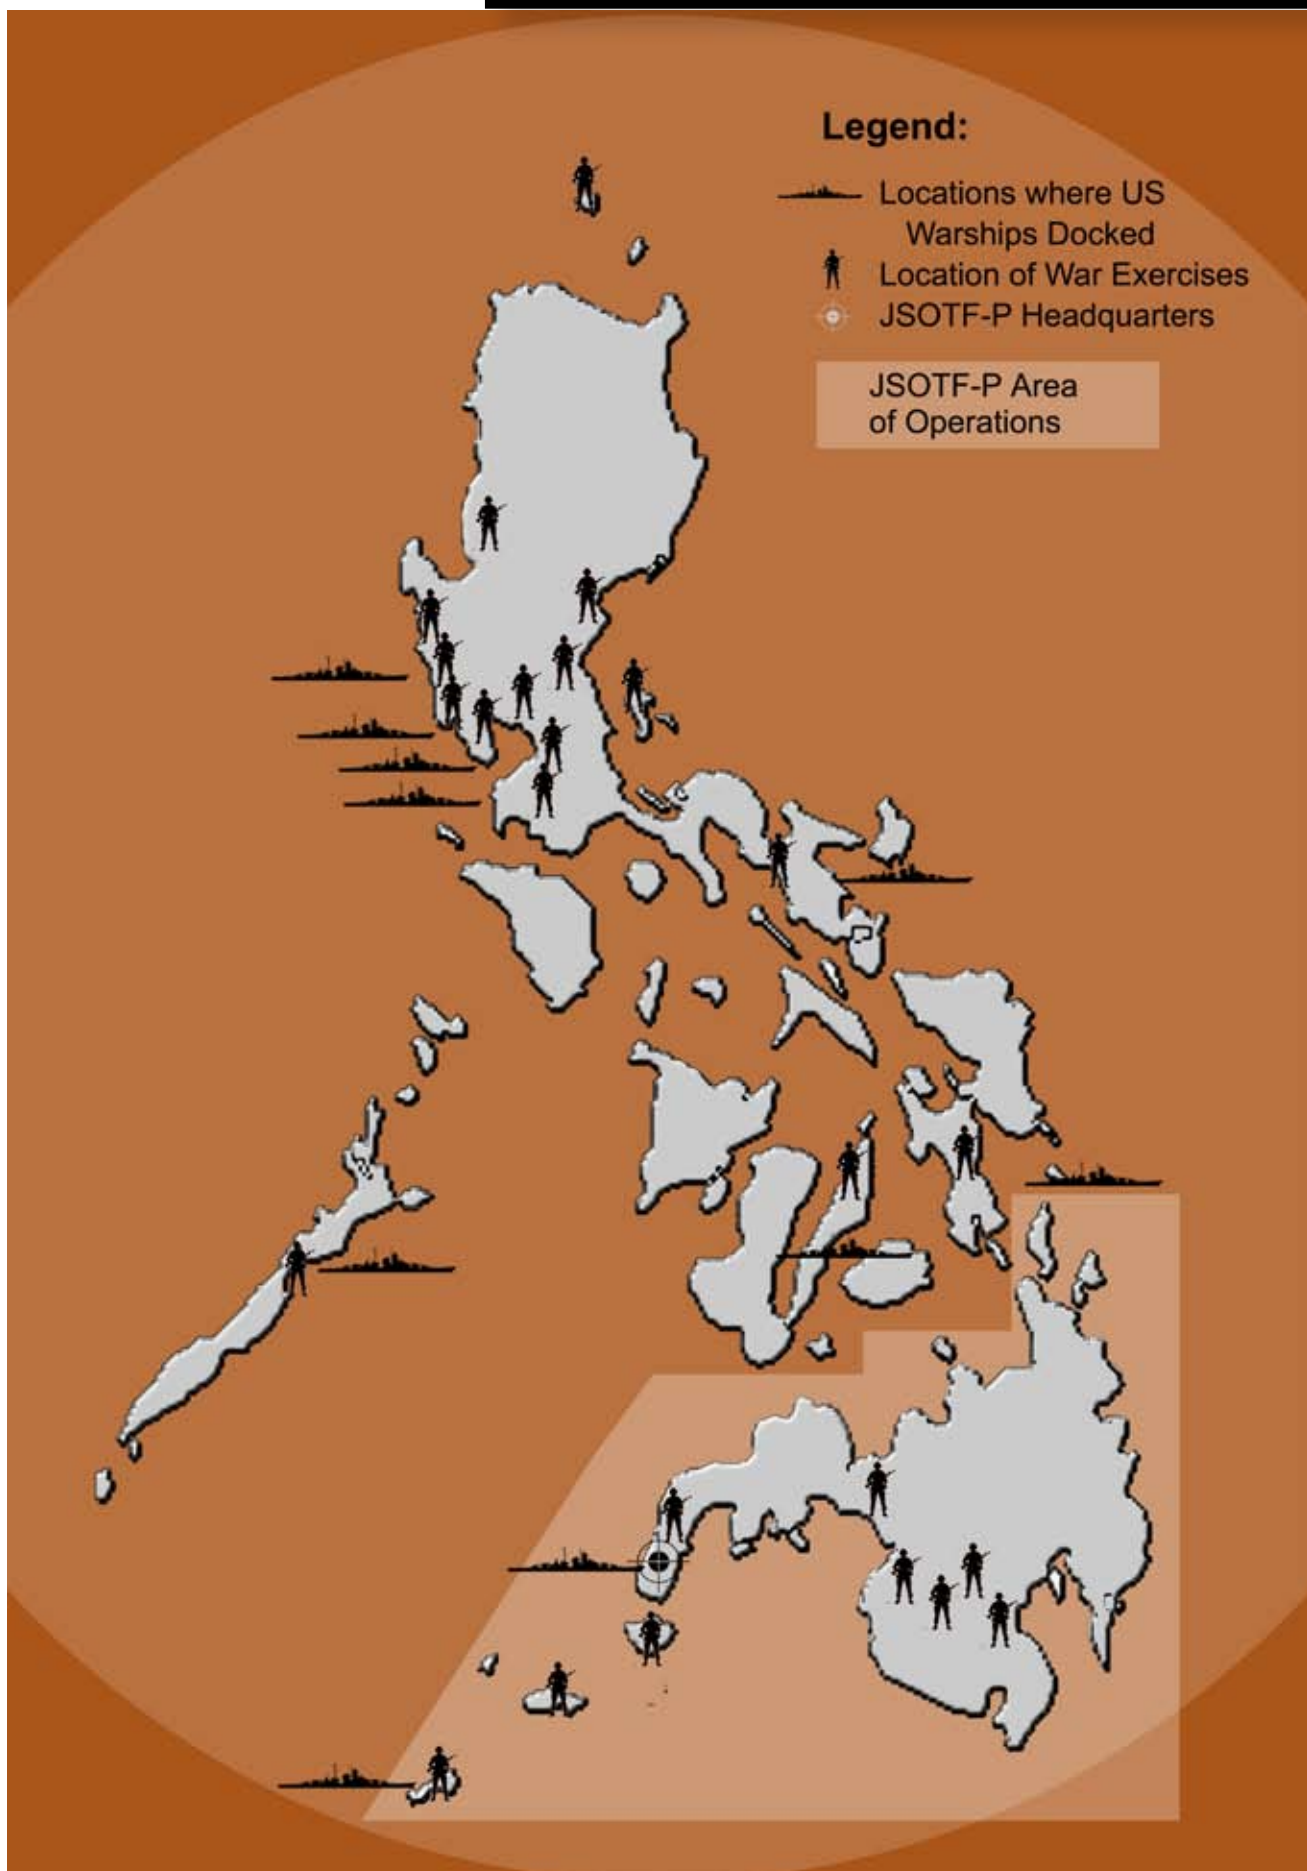 Legend:
Locations where US
Warships Docked
Location of War Exercises
JSOTF-P Headquarters
JSOTF-P Area
of Operations